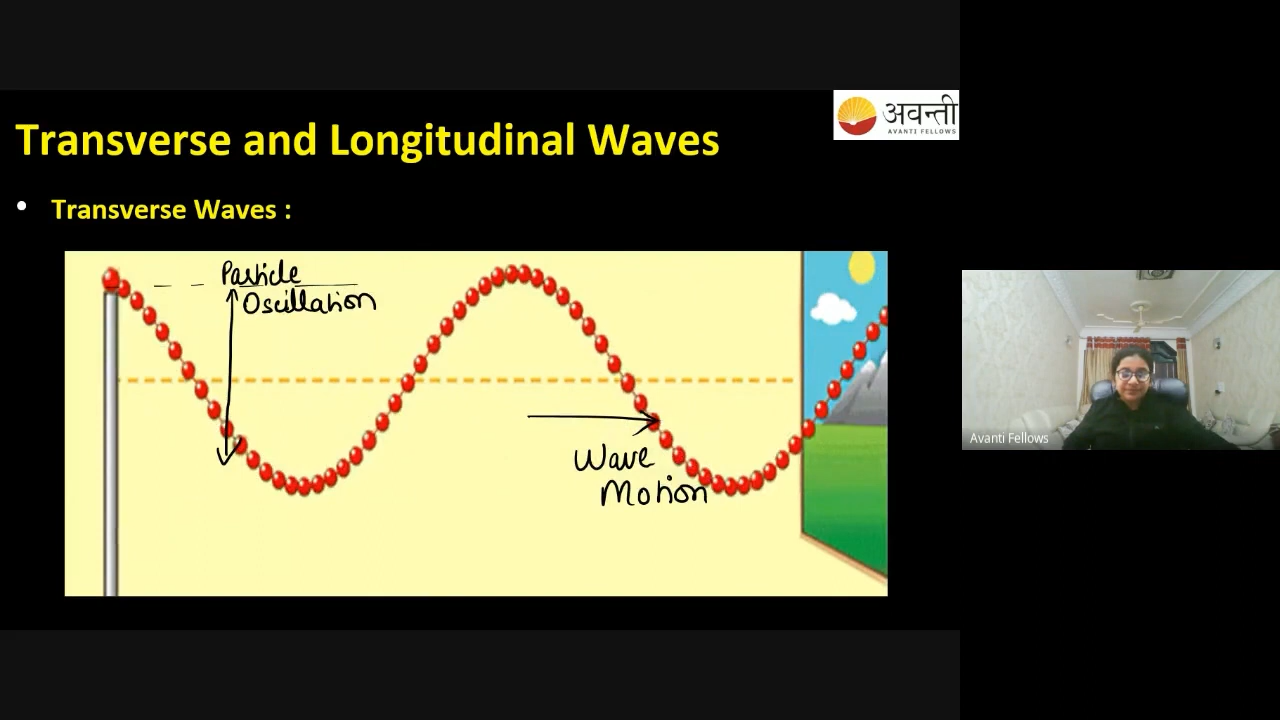 Transverse and Longitudinal Waves
अवन्ती
AVANTI FELLOWS
• Transverse Waves :
Particle
Oscillation
Wave
Motion
Avanti Fellows